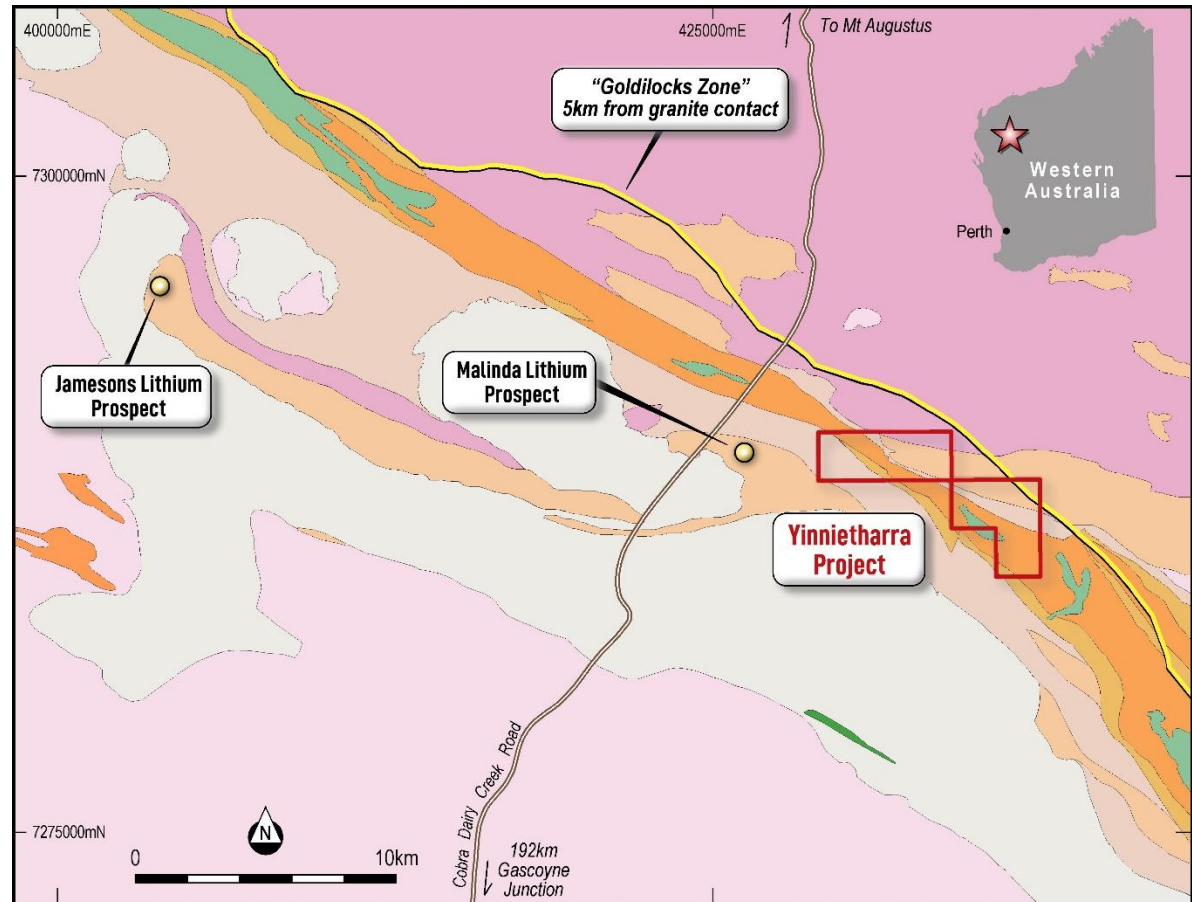 400000mE
425000mE
To Mt Augustus
“Goldilocks Zone”
5km from granite contact
7300000mN
Western
Australia
Perth
Jamesons Lithium
Prospect
Malinda Lithium
Prospect
Yinnietharra
Project
Cobra Dairy Creek Road
7275000mN
N
0
10km
192km
Gascoyne
Junction